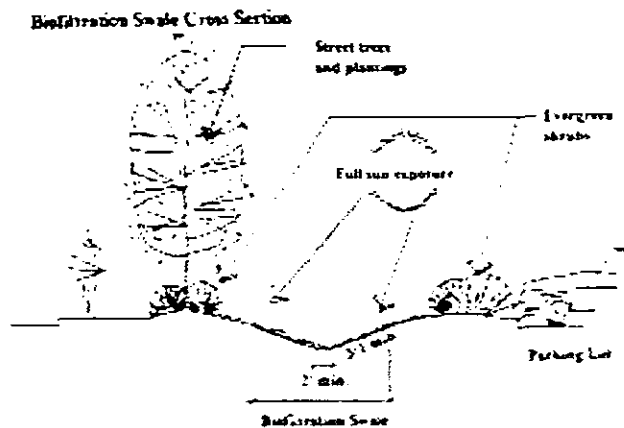 Biofiltration Swale Cross Section
Street trees
and plantings
Evergreen
shrubs
Full sun exposure
2' min
Parking Lot
Biofiltration Swale